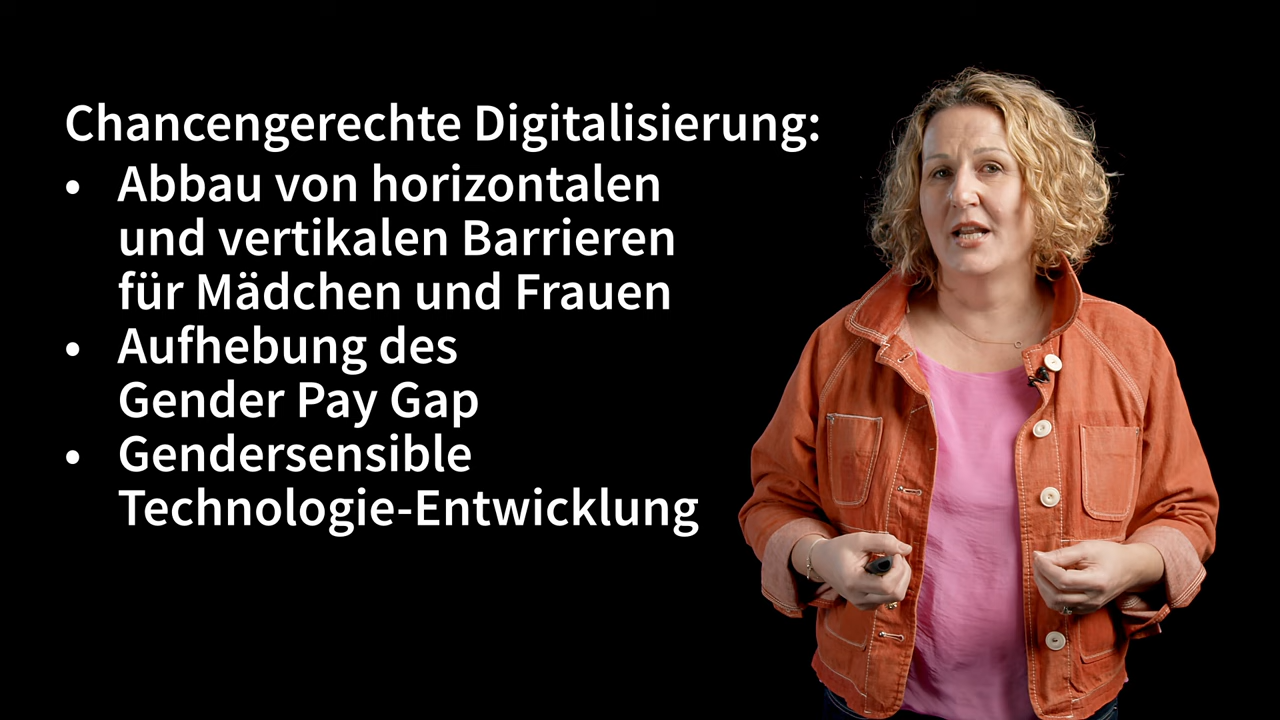 Chancengerechte Digitalisierung:
• Abbau von horizontalen
und vertikalen Barrieren
für Mädchen und Frauen
• Aufhebung des
Gender Pay Gap
• Gendersensible
Technologie-Entwicklung